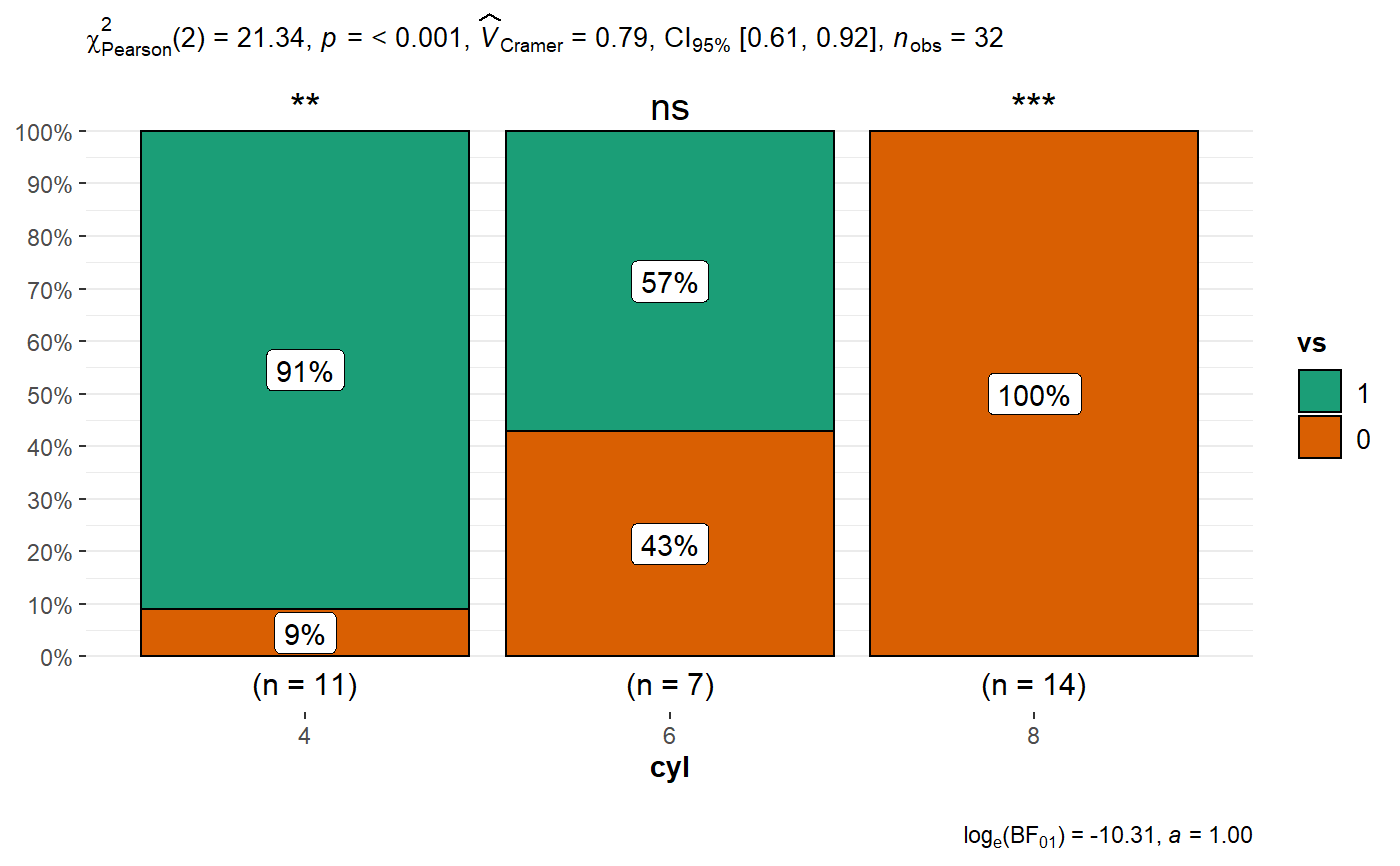 χ²Pearson(2) = 21.34, p = < 0.001, V̂Cramer = 0.79, CI95% [0.61, 0.92], nobs = 32
** ns ***
100%
90%
80%
70%
60%
50%
40%
30%
20%
10%
0%
91%
9%
57%
43%
100%
(n = 11) (n = 7) (n = 14)
4 6 8
cyl
vs
1
0
loge(BF01) = -10.31, a = 1.00